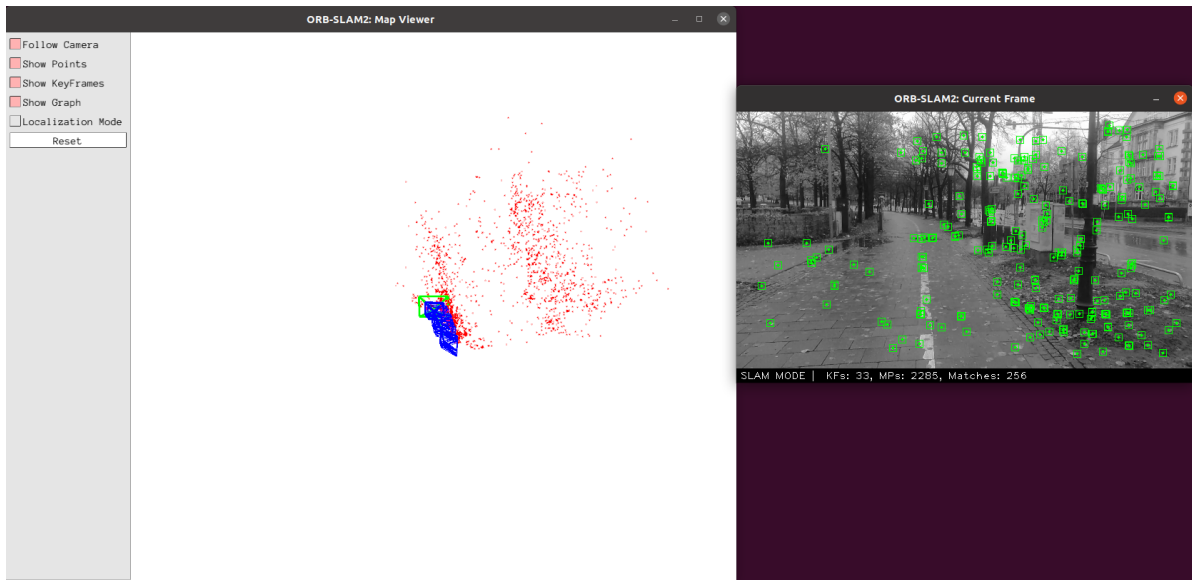 ORB-SLAM2: Map Viewer
Follow Camera
Show Points
Show KeyFrames
Show Graph
Localization Mode
Reset
ORB-SLAM2: Current Frame
SLAM MODE | KFs: 33, MPs: 2285, Matches: 256